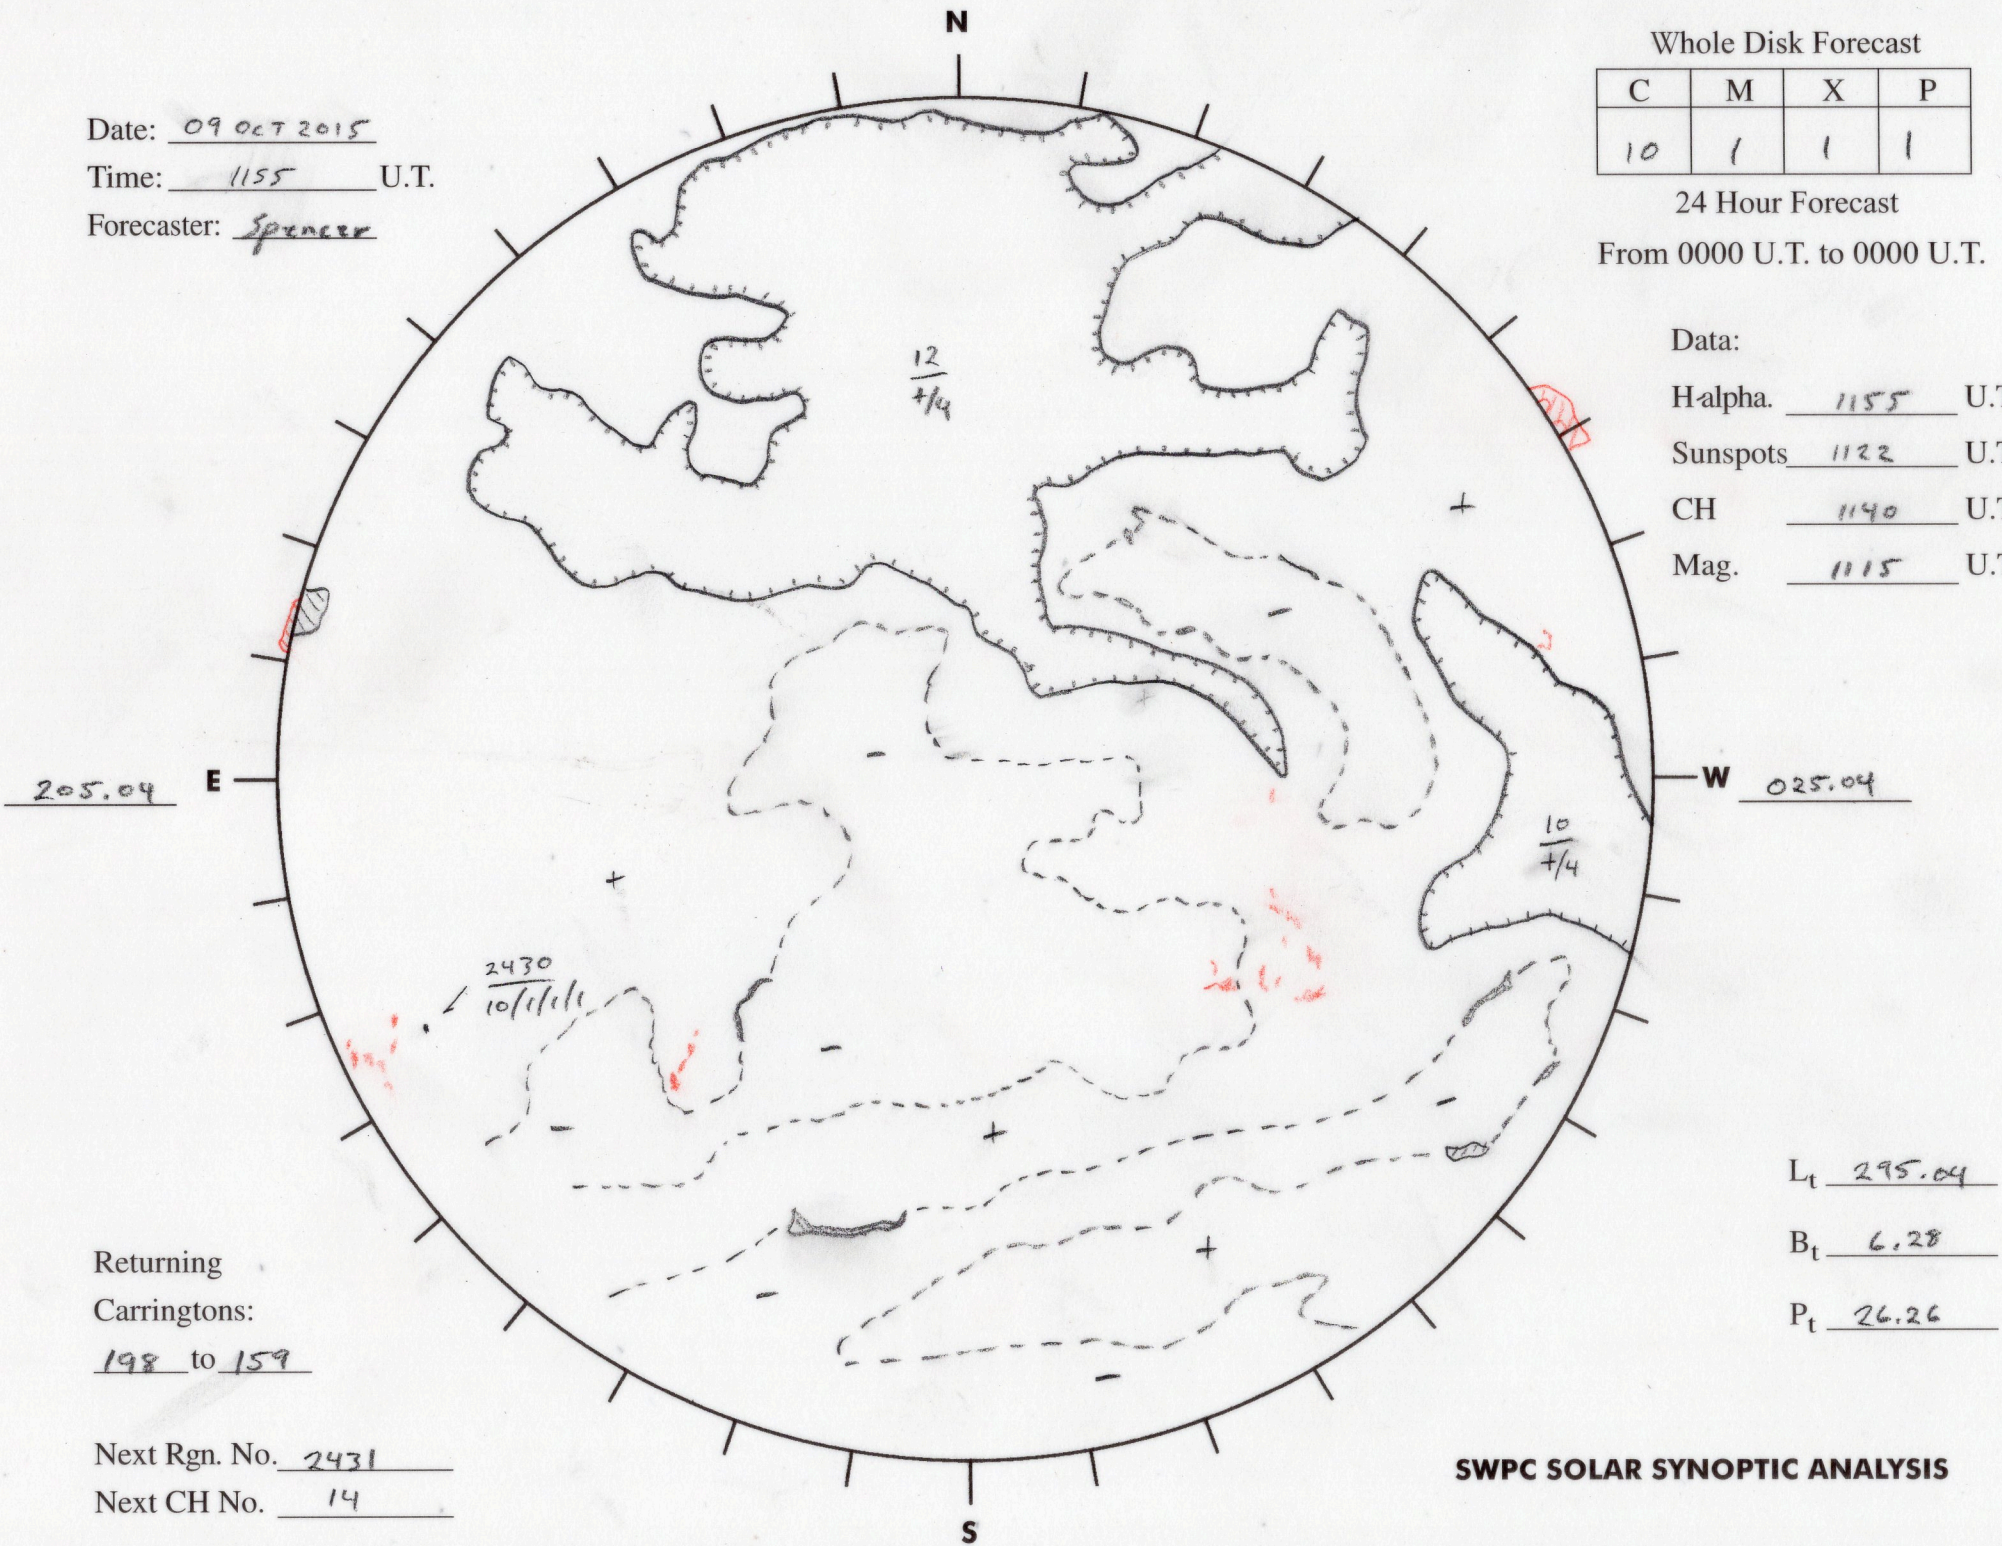 N
Whole Disk Forecast
C M X P
10 1 1 1
24 Hour Forecast
From 0000 U.T. to 0000 U.T.
Date: 09 OCT 2015
Time: 1155 U.T.
Forecaster: Spencer
Data:
H-alpha. 1155 U.T
Sunspots 1122 U.T
CH 1140 U.T
Mag. 1115 U.T
12
+/4
+
-
-
205.04 E
W 025.04
10
+/4
+
2430
10/1/1/1/1
-
-
-
+
+
-
-
Lt 295.04
Bt 6.28
Pt 26.26
Returning
Carringtons:
198 to 159
Next Rgn. No. 2431
Next CH No. 14
SWPC SOLAR SYNOPTIC ANALYSIS
S